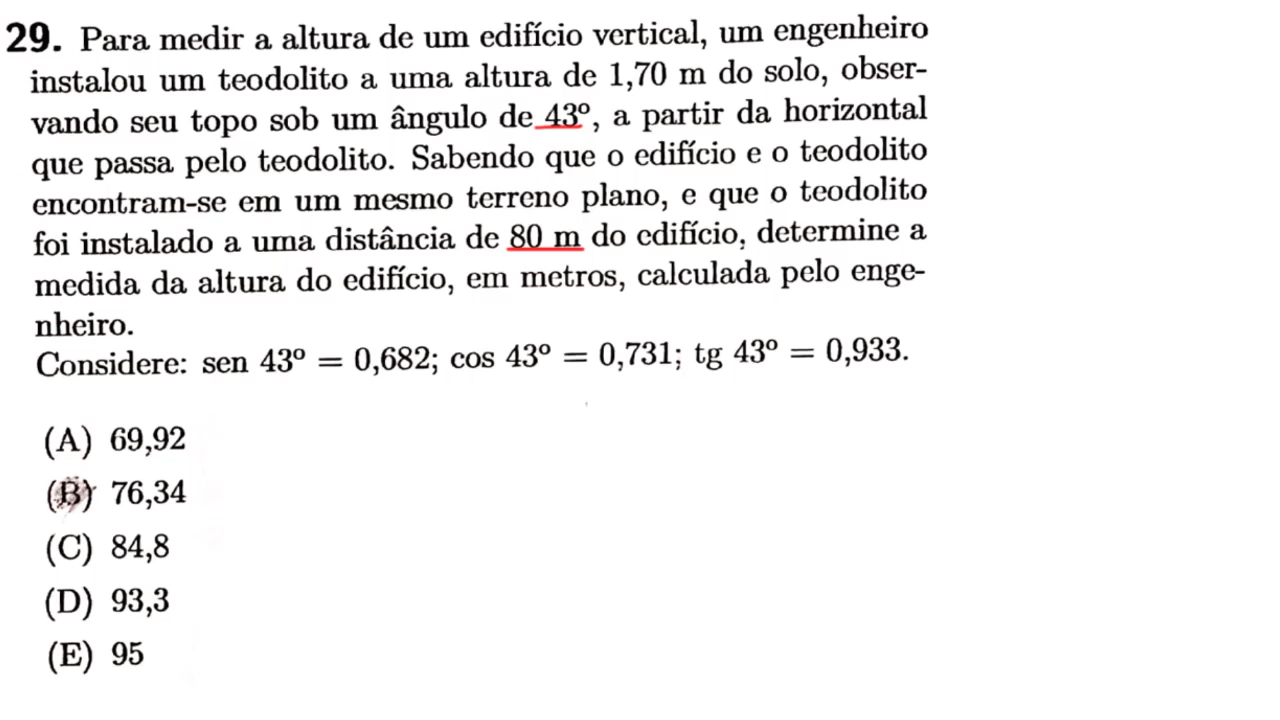 29. Para medir a altura de um edifício vertical, um engenheiro
instalou um teodolito a uma altura de 1,70 m do solo, obser-
vando seu topo sob um ângulo de 43º, a partir da horizontal
que passa pelo teodolito. Sabendo que o edifício e o teodolito
encontram-se em um mesmo terreno plano, e que o teodolito
foi instalado a uma distância de 80 m do edifício, determine a
medida da altura do edifício, em metros, calculada pelo enge-
nheiro.
Considere: sen 43º = 0,682; cos 43º = 0,731; tg 43º = 0,933.
(A) 69,92
(B) 76,34
(C) 84,8
(D) 93,3
(E) 95